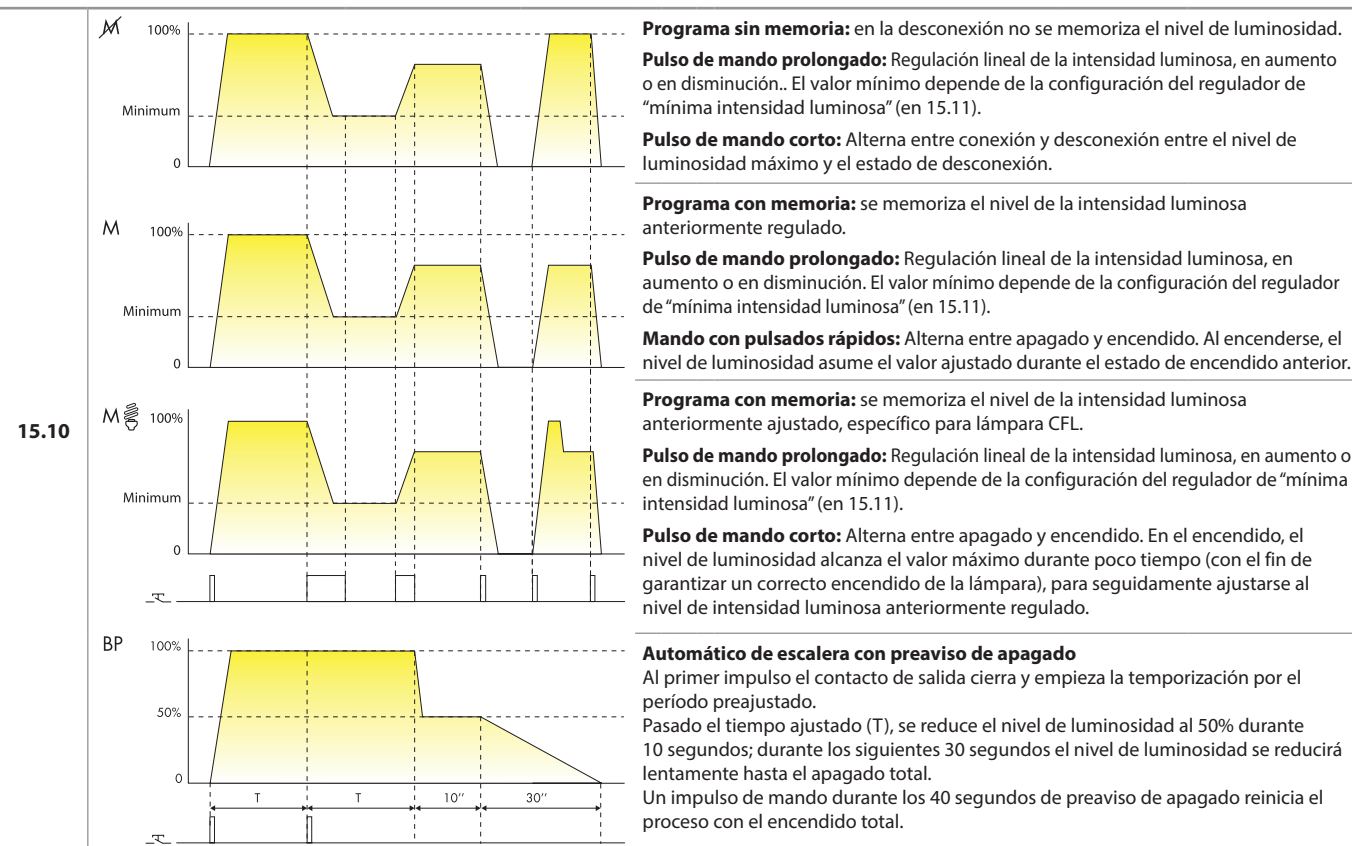 M
100%
Minimum
0
Programa sin memoria: en la desconexión no se memoriza el nivel de luminosidad.
Pulso de mando prolongado: Regulación lineal de la intensidad luminosa, en aumento
o en disminución.. El valor mínimo depende de la configuración del regulador de
“mínima intensidad luminosa” (en 15.11).
Pulso de mando corto: Alterna entre conexión y desconexión entre el nivel de
luminosidad máximo y el estado de desconexión.
M
100%
Minimum
0
Programa con memoria: se memoriza el nivel de la intensidad luminosa
anteriormente regulado.
Pulso de mando prolongado: Regulación lineal de la intensidad luminosa, en
aumento o en disminución. El valor mínimo depende de la configuración del regulador
de “mínima intensidad luminosa” (en 15.11).
Mando con pulsados rápidos: Alterna entre apagado y encendido. Al encenderse, el
nivel de luminosidad asume el valor ajustado durante el estado de encendido anterior.
15.10
M
100%
Minimum
0
Programa con memoria: se memoriza el nivel de la intensidad luminosa
anteriormente ajustado, específico para lámpara CFL.
Pulso de mando prolongado: Regulación lineal de la intensidad luminosa, en aumento o
en disminución. El valor mínimo depende de la configuración del regulador de “mínima
intensidad luminosa” (en 15.11).
Pulso de mando corto: Alterna entre apagado y encendido. En el encendido, el
nivel de luminosidad alcanza el valor máximo durante poco tiempo (con el fin de
garantizar un correcto encendido de la lámpara), para seguidamente ajustarse al
nivel de intensidad luminosa anteriormente regulado.
BP
100%
50%
0
T T 10’’ 30’’
Automático de escalera con preaviso de apagado
Al primer impulso el contacto de salida cierra y empieza la temporización por el
período preajustado.
Pasado el tiempo ajustado (T), se reduce el nivel de luminosidad al 50% durante
10 segundos; durante los siguientes 30 segundos el nivel de luminosidad se reducirá
lentamente hasta el apagado total.
Un impulso de mando durante los 40 segundos de preaviso de apagado reinicia el
proceso con el encendido total.